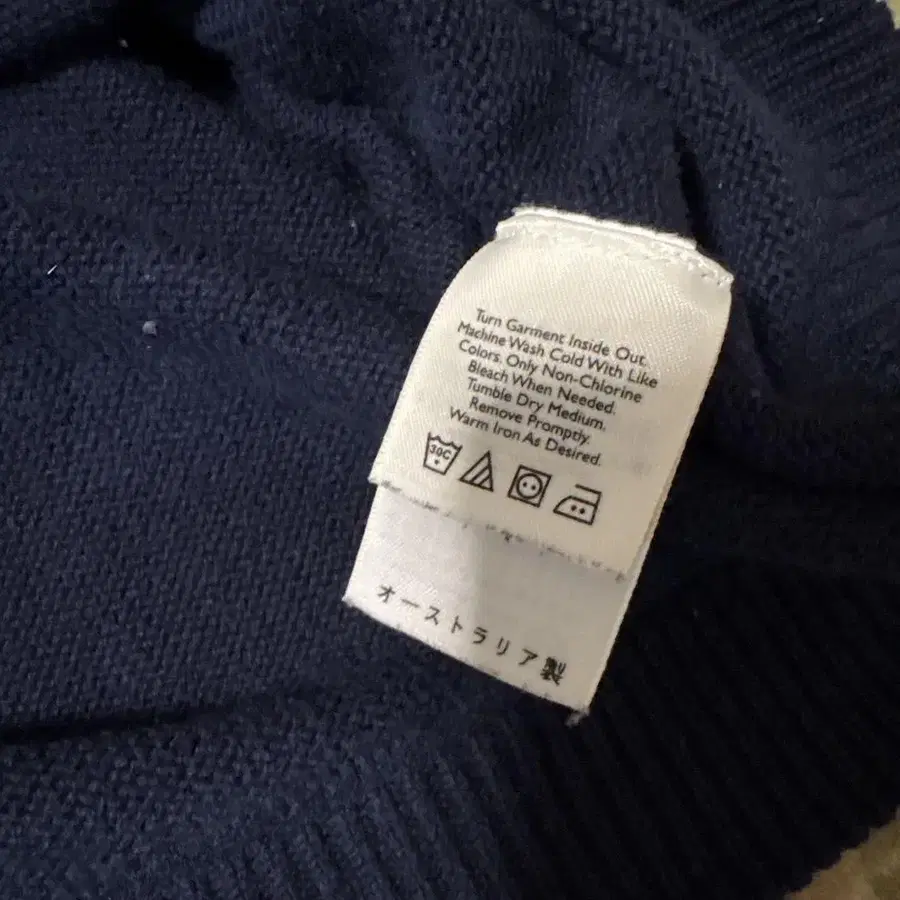 Turn Garment Inside Out.
Machine Wash Cold With Like
Colors. Only Non-Chlorine
Bleach When Needed.
Tumble Dry Medium.
Remove Promptly.
Warm Iron As Desired.
30C
オーストラリア製